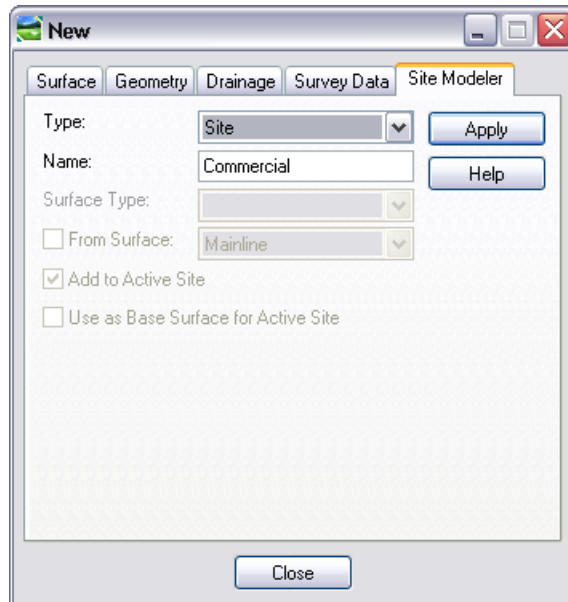 New
Surface Geometry Drainage Survey Data Site Modeler
Type: Site Apply
Name: Commercial Help
Surface Type:
From Surface: Mainline
Add to Active Site
Use as Base Surface for Active Site
Close